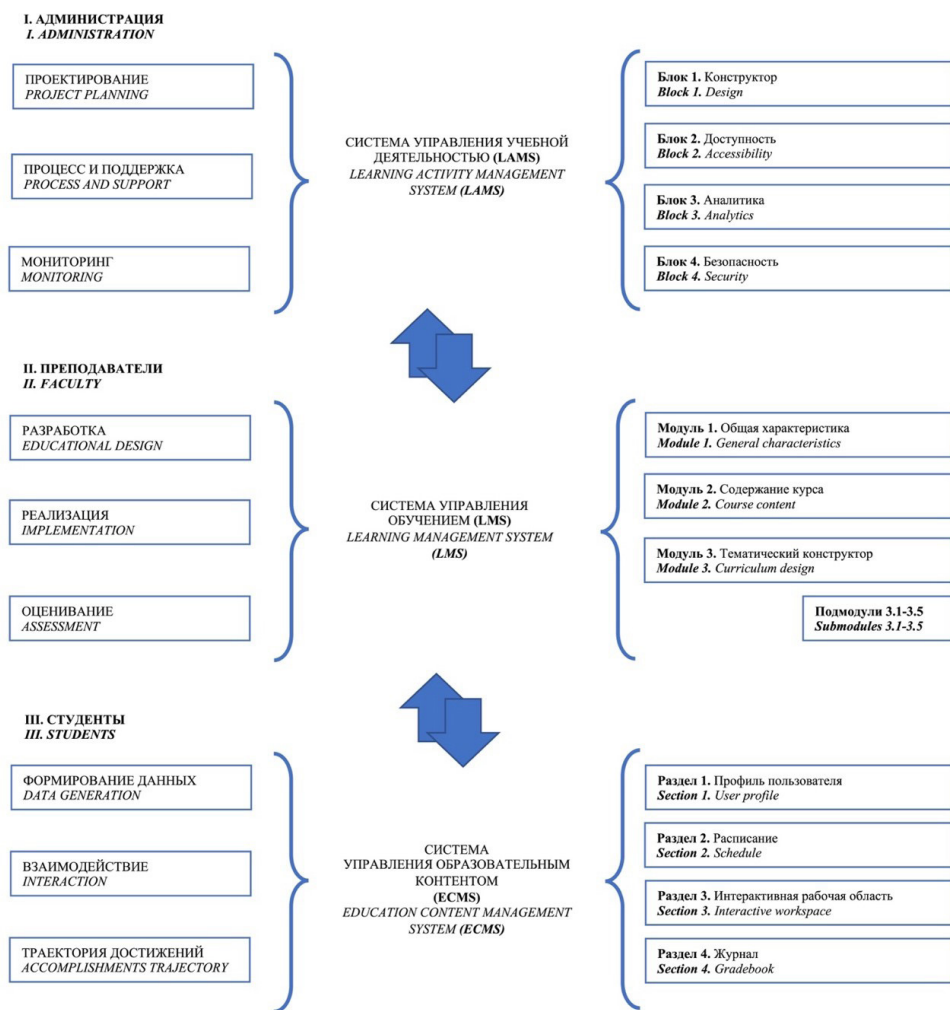 I. АДМИНИСТРАЦИЯ
I. ADMINISTRATION
ПРОЕКТИРОВАНИЕ
PROJECT PLANNING
ПРОЦЕСС И ПОДДЕРЖКА
PROCESS AND SUPPORT
МОНИТОРИНГ
MONITORING
СИСТЕМА УПРАВЛЕНИЯ УЧЕБНОЙ
ДЕЯТЕЛЬНОСТЬЮ (LAMS)
LEARNING ACTIVITY MANAGEMENT
SYSTEM (LAMS)
Блок 1. Конструктор
Block 1. Design
Блок 2. Доступность
Block 2. Accessibility
Блок 3. Аналитика
Block 3. Analytics
Блок 4. Безопасность
Block 4. Security
II. ПРЕПОДАВАТЕЛИ
II. FACULTY
РАЗРАБОТКА
EDUCATIONAL DESIGN
РЕАЛИЗАЦИЯ
IMPLEMENTATION
ОЦЕНИВАНИЕ
ASSESSMENT
СИСТЕМА УПРАВЛЕНИЯ
ОБУЧЕНИЕМ (LMS)
LEARNING MANAGEMENT SYSTEM
(LMS)
Модуль 1. Общая характеристика
Module 1. General characteristics
Модуль 2. Содержание курса
Module 2. Course content
Модуль 3. Тематический конструктор
Module 3. Curriculum design
Подмодули 3.1-3.5
Submodules 3.1-3.5
III. СТУДЕНТЫ
III. STUDENTS
ФОРМИРОВАНИЕ ДАННЫХ
DATA GENERATION
ВЗАИМОДЕЙСТВИЕ
INTERACTION
ТРАЕКТОРИЯ ДОСТИЖЕНИЙ
ACCOMPLISHMENTS TRAJECTORY
СИСТЕМА
УПРАВЛЕНИЯ ОБРАЗОВАТЕЛЬНЫМ
КОНТЕНТОМ
(ECMS)
EDUCATION CONTENT MANAGEMENT
SYSTEM (ECMS)
Раздел 1. Профиль пользователя
Section 1. User profile
Раздел 2. Расписание
Section 2. Schedule
Раздел 3. Интерактивная рабочая область
Section 3. Interactive workspace
Раздел 4. Журнал
Section 4. Gradebook